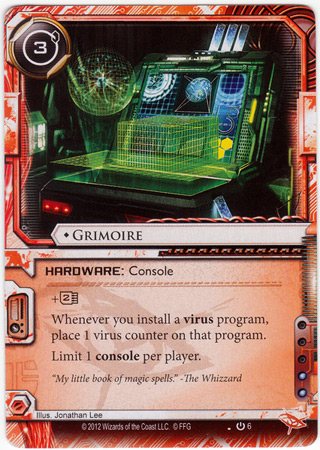 3
◆ GRIMOIRE
HARDWARE: Console
+2
Whenever you install a virus program,
place 1 virus counter on that program.
Limit 1 console per player.
"My little book of magic spells." -The Whizzard
Illus. Jonathan Lee
© 2012 Wizards of the Coast LLC. © FFG
6